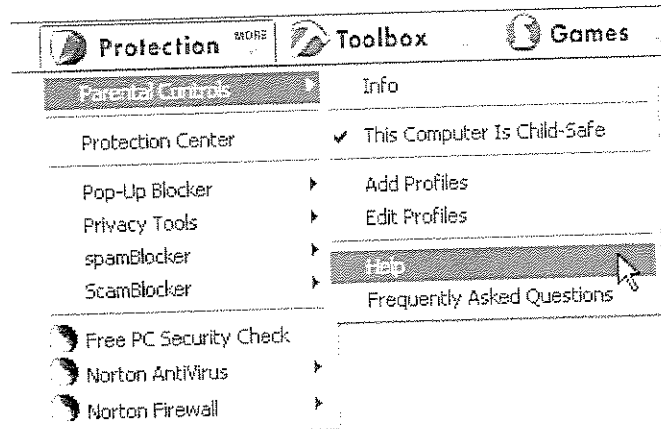 Protection MORE Toolbox Games
Parental Controls
Protection Center
Pop-Up Blocker
Privacy Tools
spamBlocker
ScamBlocker
Free PC Security Check
Norton AntiVirus
Norton Firewall
Info
This Computer Is Child-Safe
Add Profiles
Edit Profiles
Help
Frequently Asked Questions